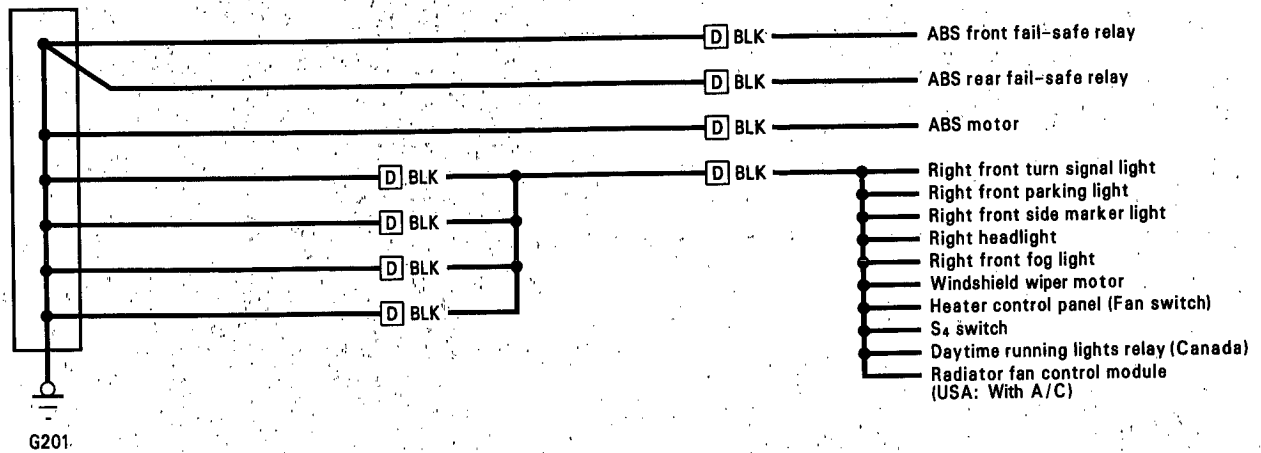 D BLK ABS front fail-safe relay
D BLK ABS rear fail-safe relay
D BLK ABS motor
D BLK D BLK Right front turn signal light
Right front parking light
D BLK Right front side marker light
Right headlight
D BLK Right front fog light
Windshield wiper motor
D BLK Heater control panel (Fan switch)
S4 switch
Daytime running lights relay (Canada)
Radiator fan control module
(USA: With A/C)
G201